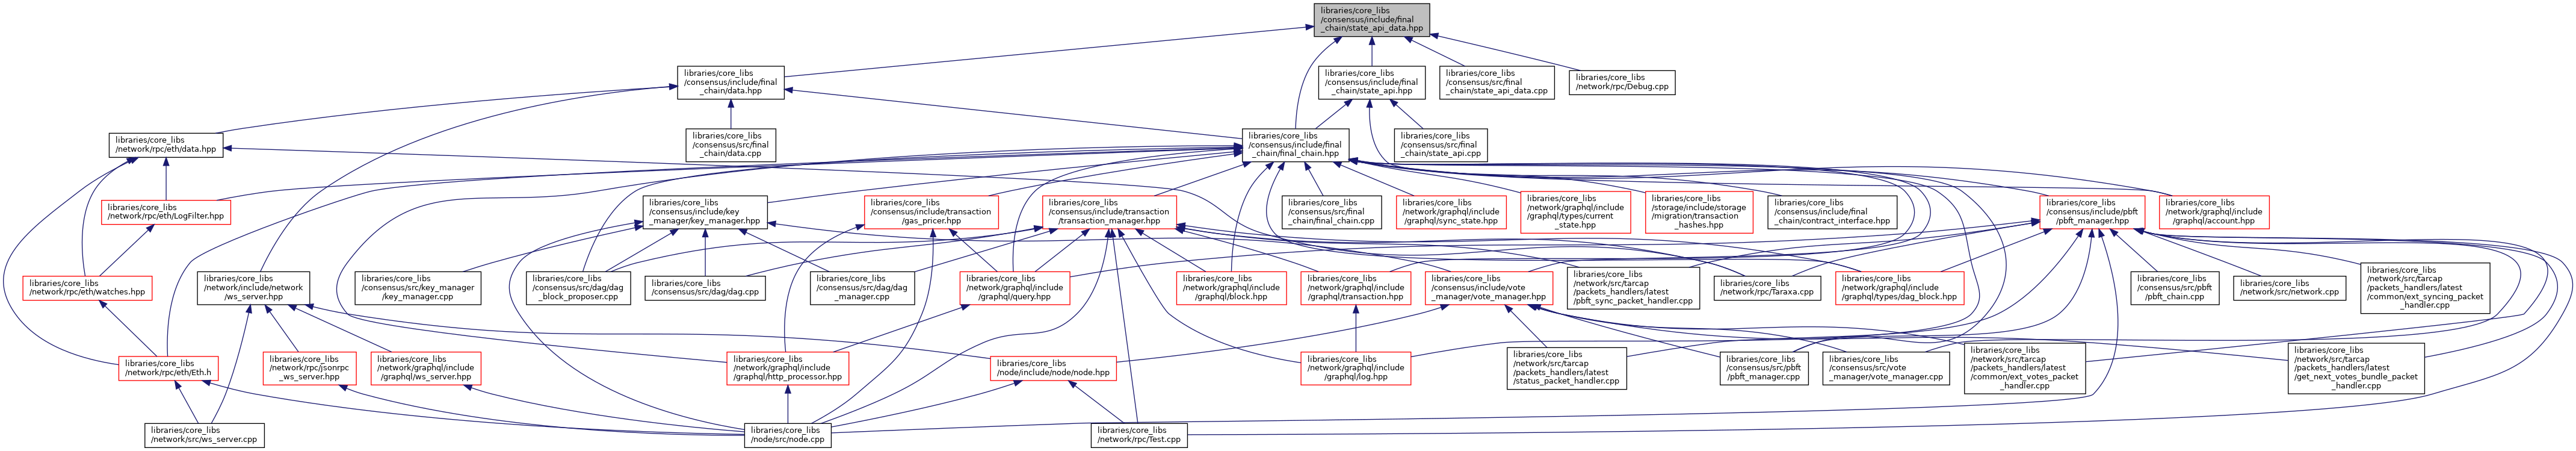 libraries/core_libs
/consensus/include/final
_chain/state_api_data.hpp
libraries/core_libs
/consensus/include/final
_chain/data.hpp
libraries/core_libs
/consensus/include/final
_chain/state_api.hpp
libraries/core_libs
/consensus/src/final
_chain/state_api_data.cpp
libraries/core_libs
/network/rpc/Debug.cpp
libraries/core_libs
/network/rpc/eth/data.hpp
libraries/core_libs
/consensus/src/final
_chain/data.cpp
libraries/core_libs
/consensus/include/final
_chain/final_chain.hpp
libraries/core_libs
/consensus/src/final
_chain/state_api.cpp
libraries/core_libs
/network/rpc/eth/LogFilter.hpp
libraries/core_libs
/consensus/include/key
_manager/key_manager.hpp
libraries/core_libs
/consensus/include/transaction
/gas_pricer.hpp
libraries/core_libs
/consensus/include/transaction
/transaction_manager.hpp
libraries/core_libs
/consensus/src/final
_chain/final_chain.cpp
libraries/core_libs
/network/graphql/include
/graphql/sync_state.hpp
libraries/core_libs
/network/graphql/include
/graphql/types/current
_state.hpp
libraries/core_libs
/storage/include/storage
/migration/transaction
_hashes.hpp
libraries/core_libs
/consensus/include/final
_chain/contract_interface.hpp
libraries/core_libs
/consensus/include/pbft
/pbft_manager.hpp
libraries/core_libs
/network/graphql/include
/graphql/account.hpp
libraries/core_libs
/network/rpc/eth/watches.hpp
libraries/core_libs
/network/include/network
/ws_server.hpp
libraries/core_libs
/consensus/src/key_manager
/key_manager.cpp
libraries/core_libs
/consensus/src/dag/dag
_block_proposer.cpp
libraries/core_libs
/consensus/src/dag/dag.cpp
libraries/core_libs
/consensus/src/dag/dag
_manager.cpp
libraries/core_libs
/network/graphql/include
/graphql/query.hpp
libraries/core_libs
/network/graphql/include
/graphql/block.hpp
libraries/core_libs
/network/graphql/include
/graphql/transaction.hpp
libraries/core_libs
/consensus/include/vote
_manager/vote_manager.hpp
libraries/core_libs
/network/src/tarcap
/packets_handlers/latest
/pbft_sync_packet_handler.cpp
libraries/core_libs
/network/rpc/Taraxa.cpp
libraries/core_libs
/network/graphql/include
/graphql/types/dag_block.hpp
libraries/core_libs
/consensus/src/pbft
/pbft_chain.cpp
libraries/core_libs
/network/src/network.cpp
libraries/core_libs
/network/src/tarcap
/packets_handlers/latest
/common/ext_syncing_packet
_handler.cpp
libraries/core_libs
/network/rpc/eth/Eth.h
libraries/core_libs
/network/rpc/jsonrpc
_ws_server.hpp
libraries/core_libs
/network/graphql/include
/graphql/ws_server.hpp
libraries/core_libs
/network/graphql/include
/graphql/http_processor.hpp
libraries/core_libs
/node/include/node/node.hpp
libraries/core_libs
/network/graphql/include
/graphql/log.hpp
libraries/core_libs
/network/src/tarcap
/packets_handlers/latest
/status_packet_handler.cpp
libraries/core_libs
/consensus/src/pbft
/pbft_manager.cpp
libraries/core_libs
/consensus/src/vote
_manager/vote_manager.cpp
libraries/core_libs
/network/src/tarcap
/packets_handlers/latest
/common/ext_votes_packet
_handler.cpp
libraries/core_libs
/network/src/tarcap
/packets_handlers/latest
/get_next_votes_bundle_packet
_handler.cpp
libraries/core_libs
/network/src/ws_server.cpp
libraries/core_libs
/node/src/node.cpp
libraries/core_libs
/network/rpc/Test.cpp